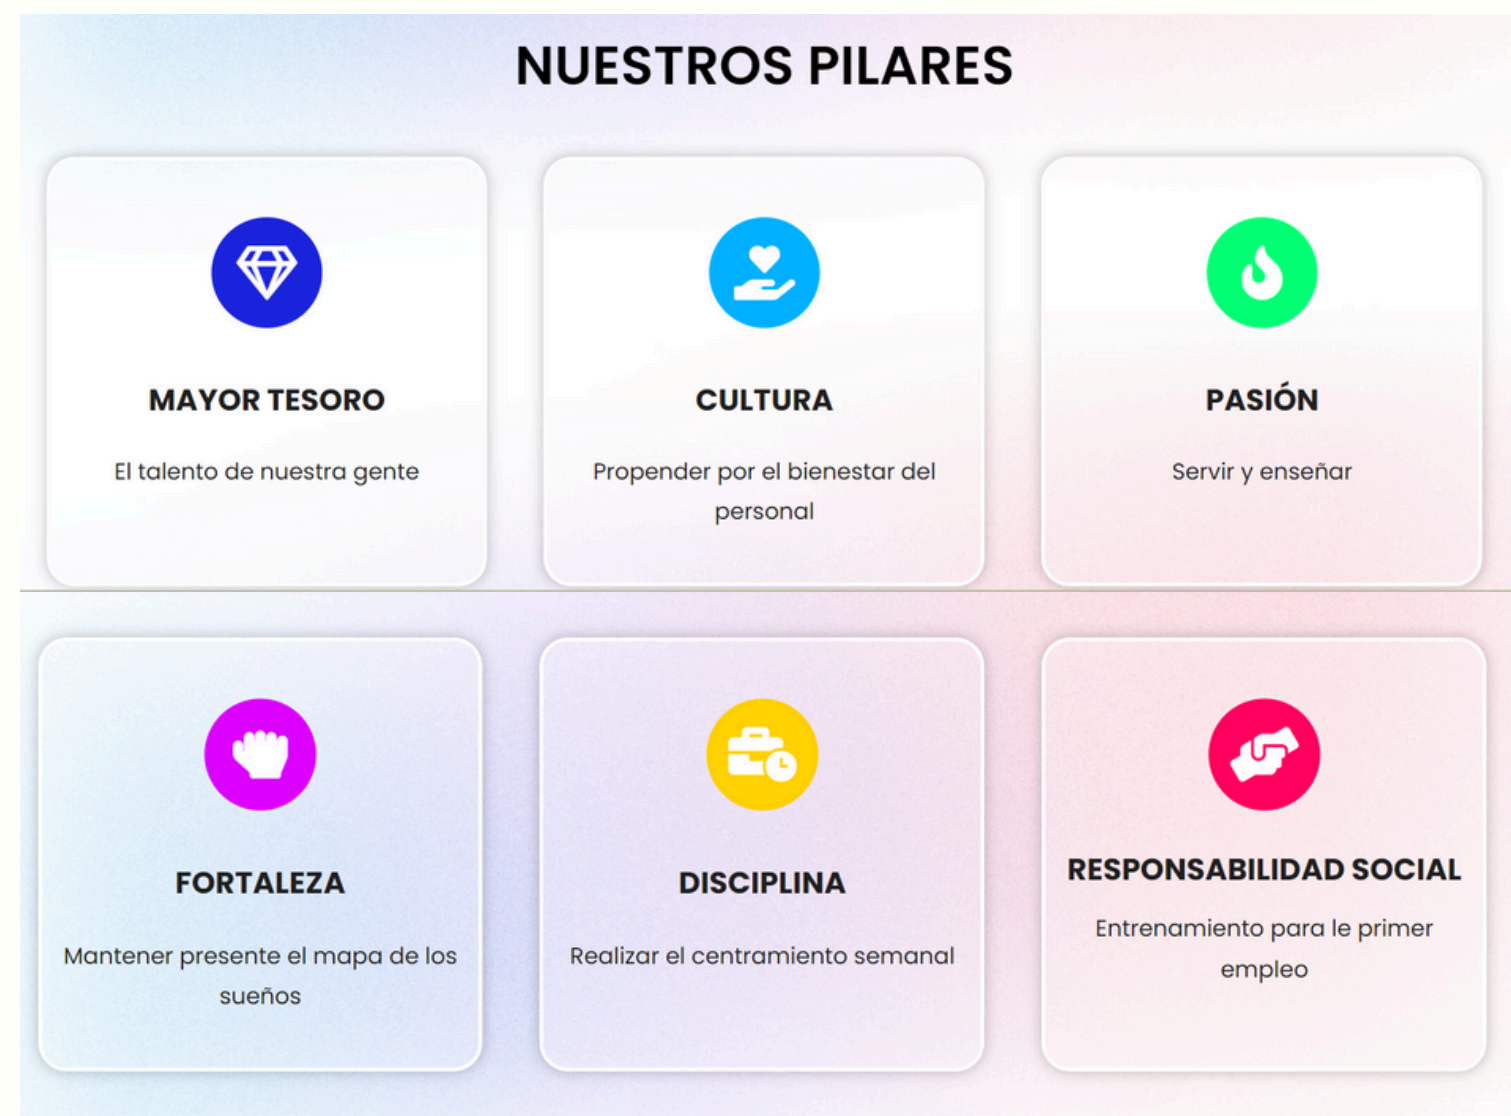 NUESTROS PILARES
MAYOR TESORO
El talento de nuestra gente
CULTURA
Propender por el bienestar del
personal
PASIÓN
Servir y enseñar
FORTALEZA
Mantener presente el mapa de los
sueños
DISCIPLINA
Realizar el centramiento semanal
RESPONSABILIDAD SOCIAL
Entrenamiento para le primer
empleo